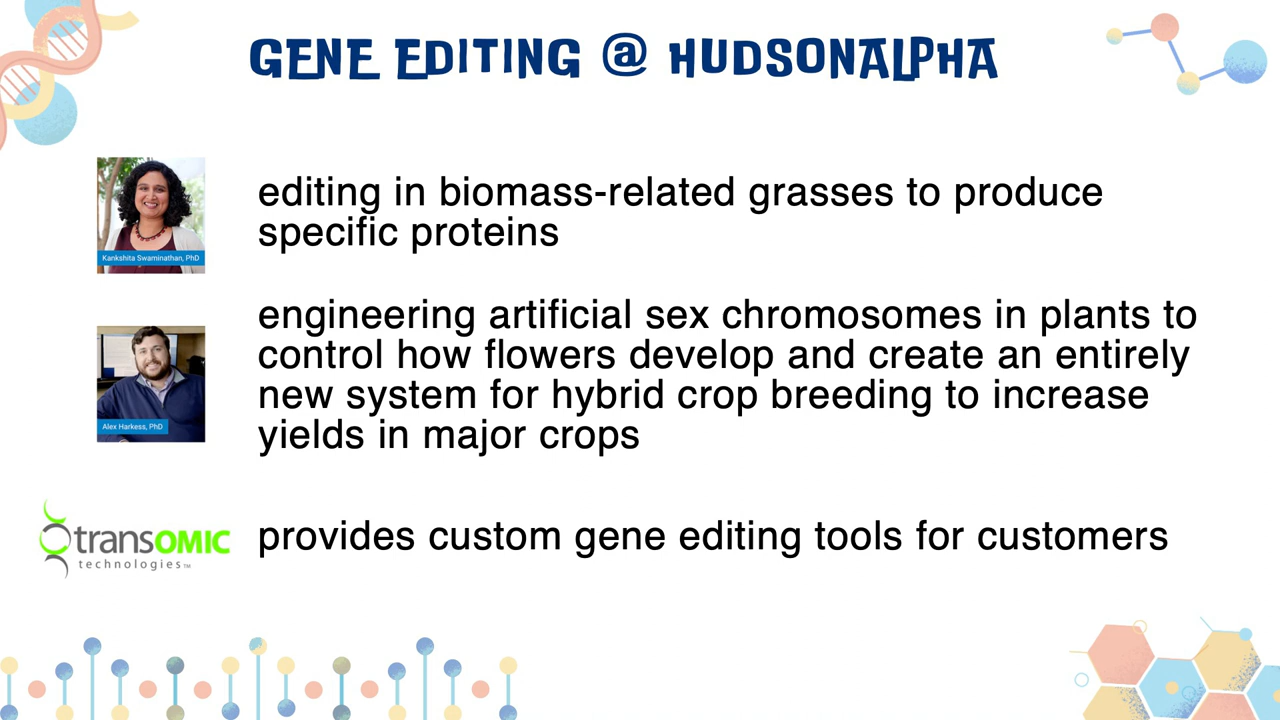 GENE EDITING @ HUDSONALPHA
editing in biomass-related grasses to produce
specific proteins
Kankshita Swaminathan, PhD
engineering artificial sex chromosomes in plants to
control how flowers develop and create an entirely
new system for hybrid crop breeding to increase
yields in major crops
Alex Harkess, PhD
transOMIC
technologies™
provides custom gene editing tools for customers